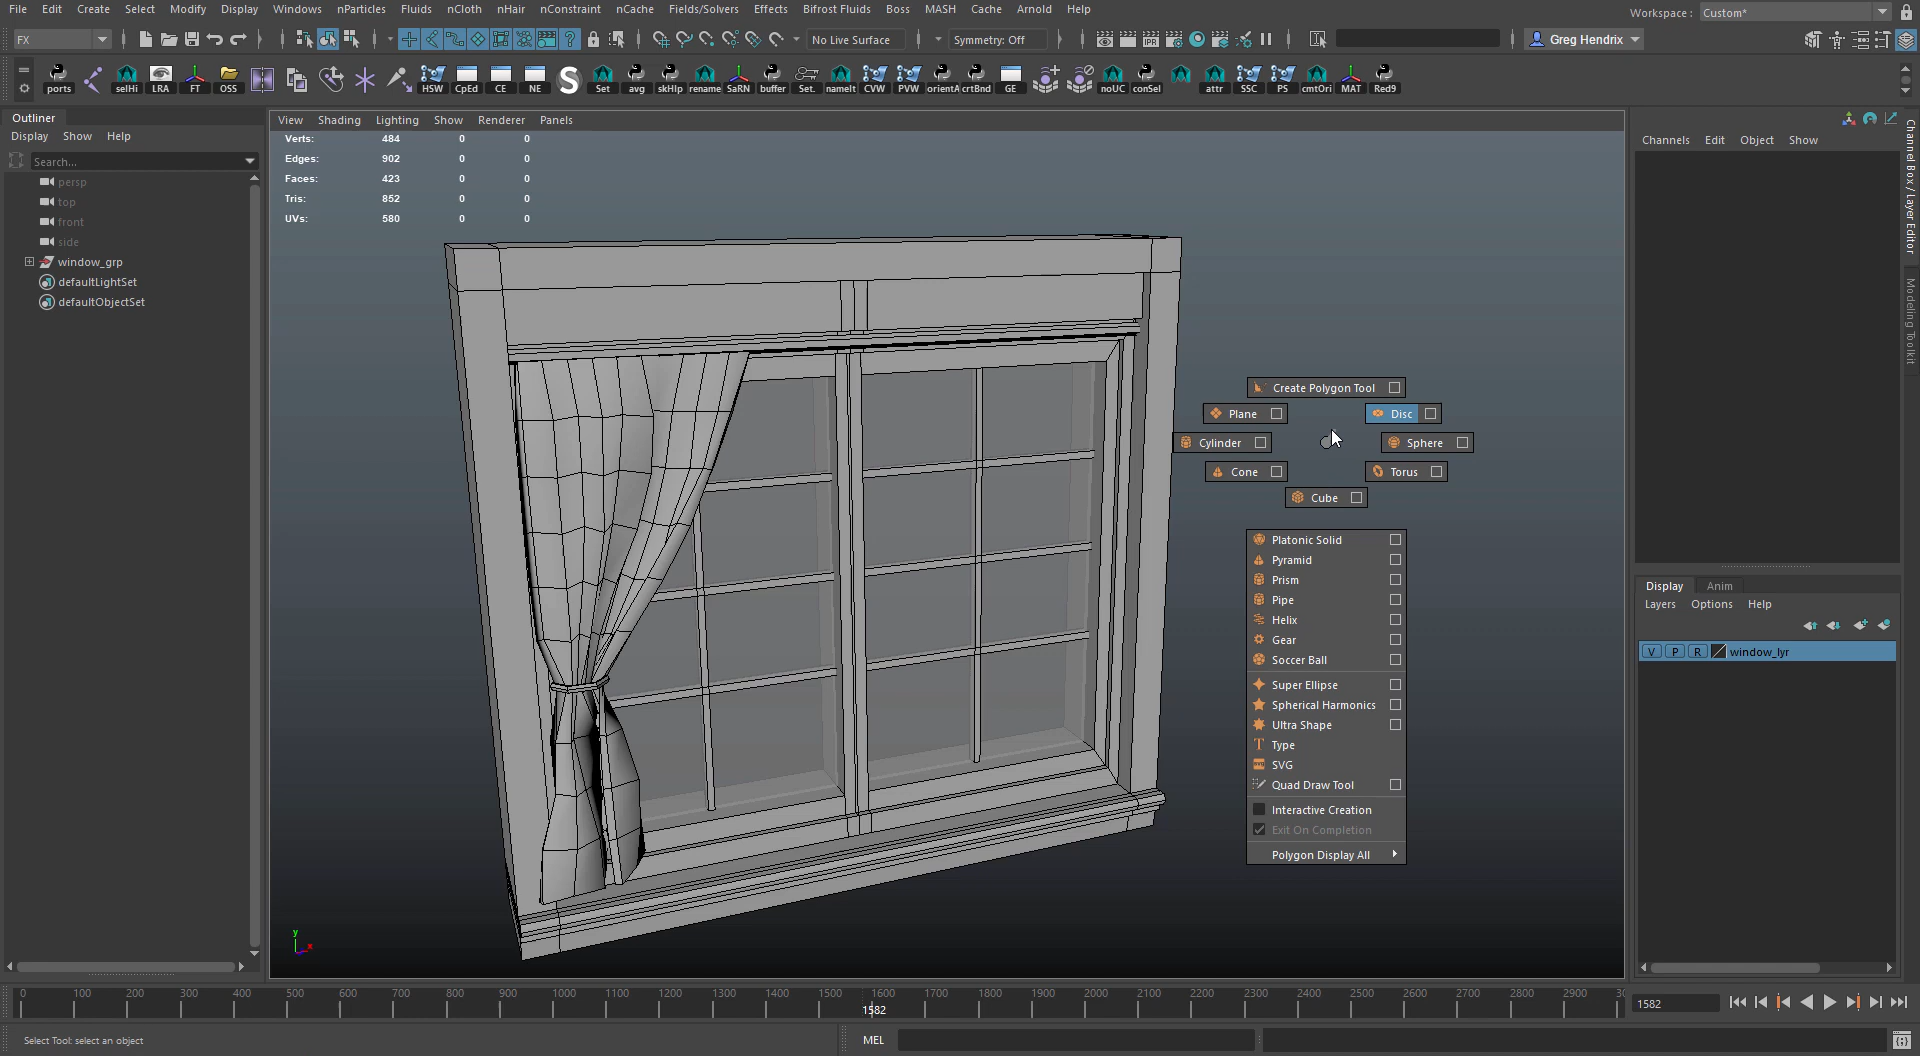 File Edit Create Select Modify Display Windows nParticles Fluids nCloth nHair nConstraint nCache Fields/Solvers Effects Bifrost Fluids Boss MASH Cache Arnold Help
Workspace : Custom*
FX
No Live Surface
Symmetry: Off
Greg Hendrix
ports selHi LRA FT OSS HSW CpEd CE NE Set avg skHlp rename SaRN buffer Set. nameIt CVW PVW orientA crtBnd GE noUC conSel attr SSC PS cmtOri MAT Red9
Outliner
Display Show Help
Search...
persp
top
front
side
window_grp
defaultLightSet
defaultObjectSet
View Shading Lighting Show Renderer Panels
Verts: 484 0 0
Edges: 902 0 0
Faces: 423 0 0
Tris: 852 0 0
UVs: 580 0 0
Create Polygon Tool
Plane
Disc
Cylinder
Sphere
Cone
Torus
Cube
Platonic Solid
Pyramid
Prism
Pipe
Helix
Gear
Soccer Ball
Super Ellipse
Spherical Harmonics
Ultra Shape
Type
SVG
Quad Draw Tool
Interactive Creation
Exit On Completion
Polygon Display All
y
x
Channels Edit Object Show
Channel Box / Layer Editor
Modeling Toolkit
Display Anim
Layers Options Help
V P R window_lyr
0 100 200 300 400 500 600 700 800 900 1000 1100 1200 1300 1400 1500 1600 1700 1800 1900 2000 2100 2200 2300 2400 2500 2600 2700 2800 2900
1582
1582
Select Tool: select an object
MEL